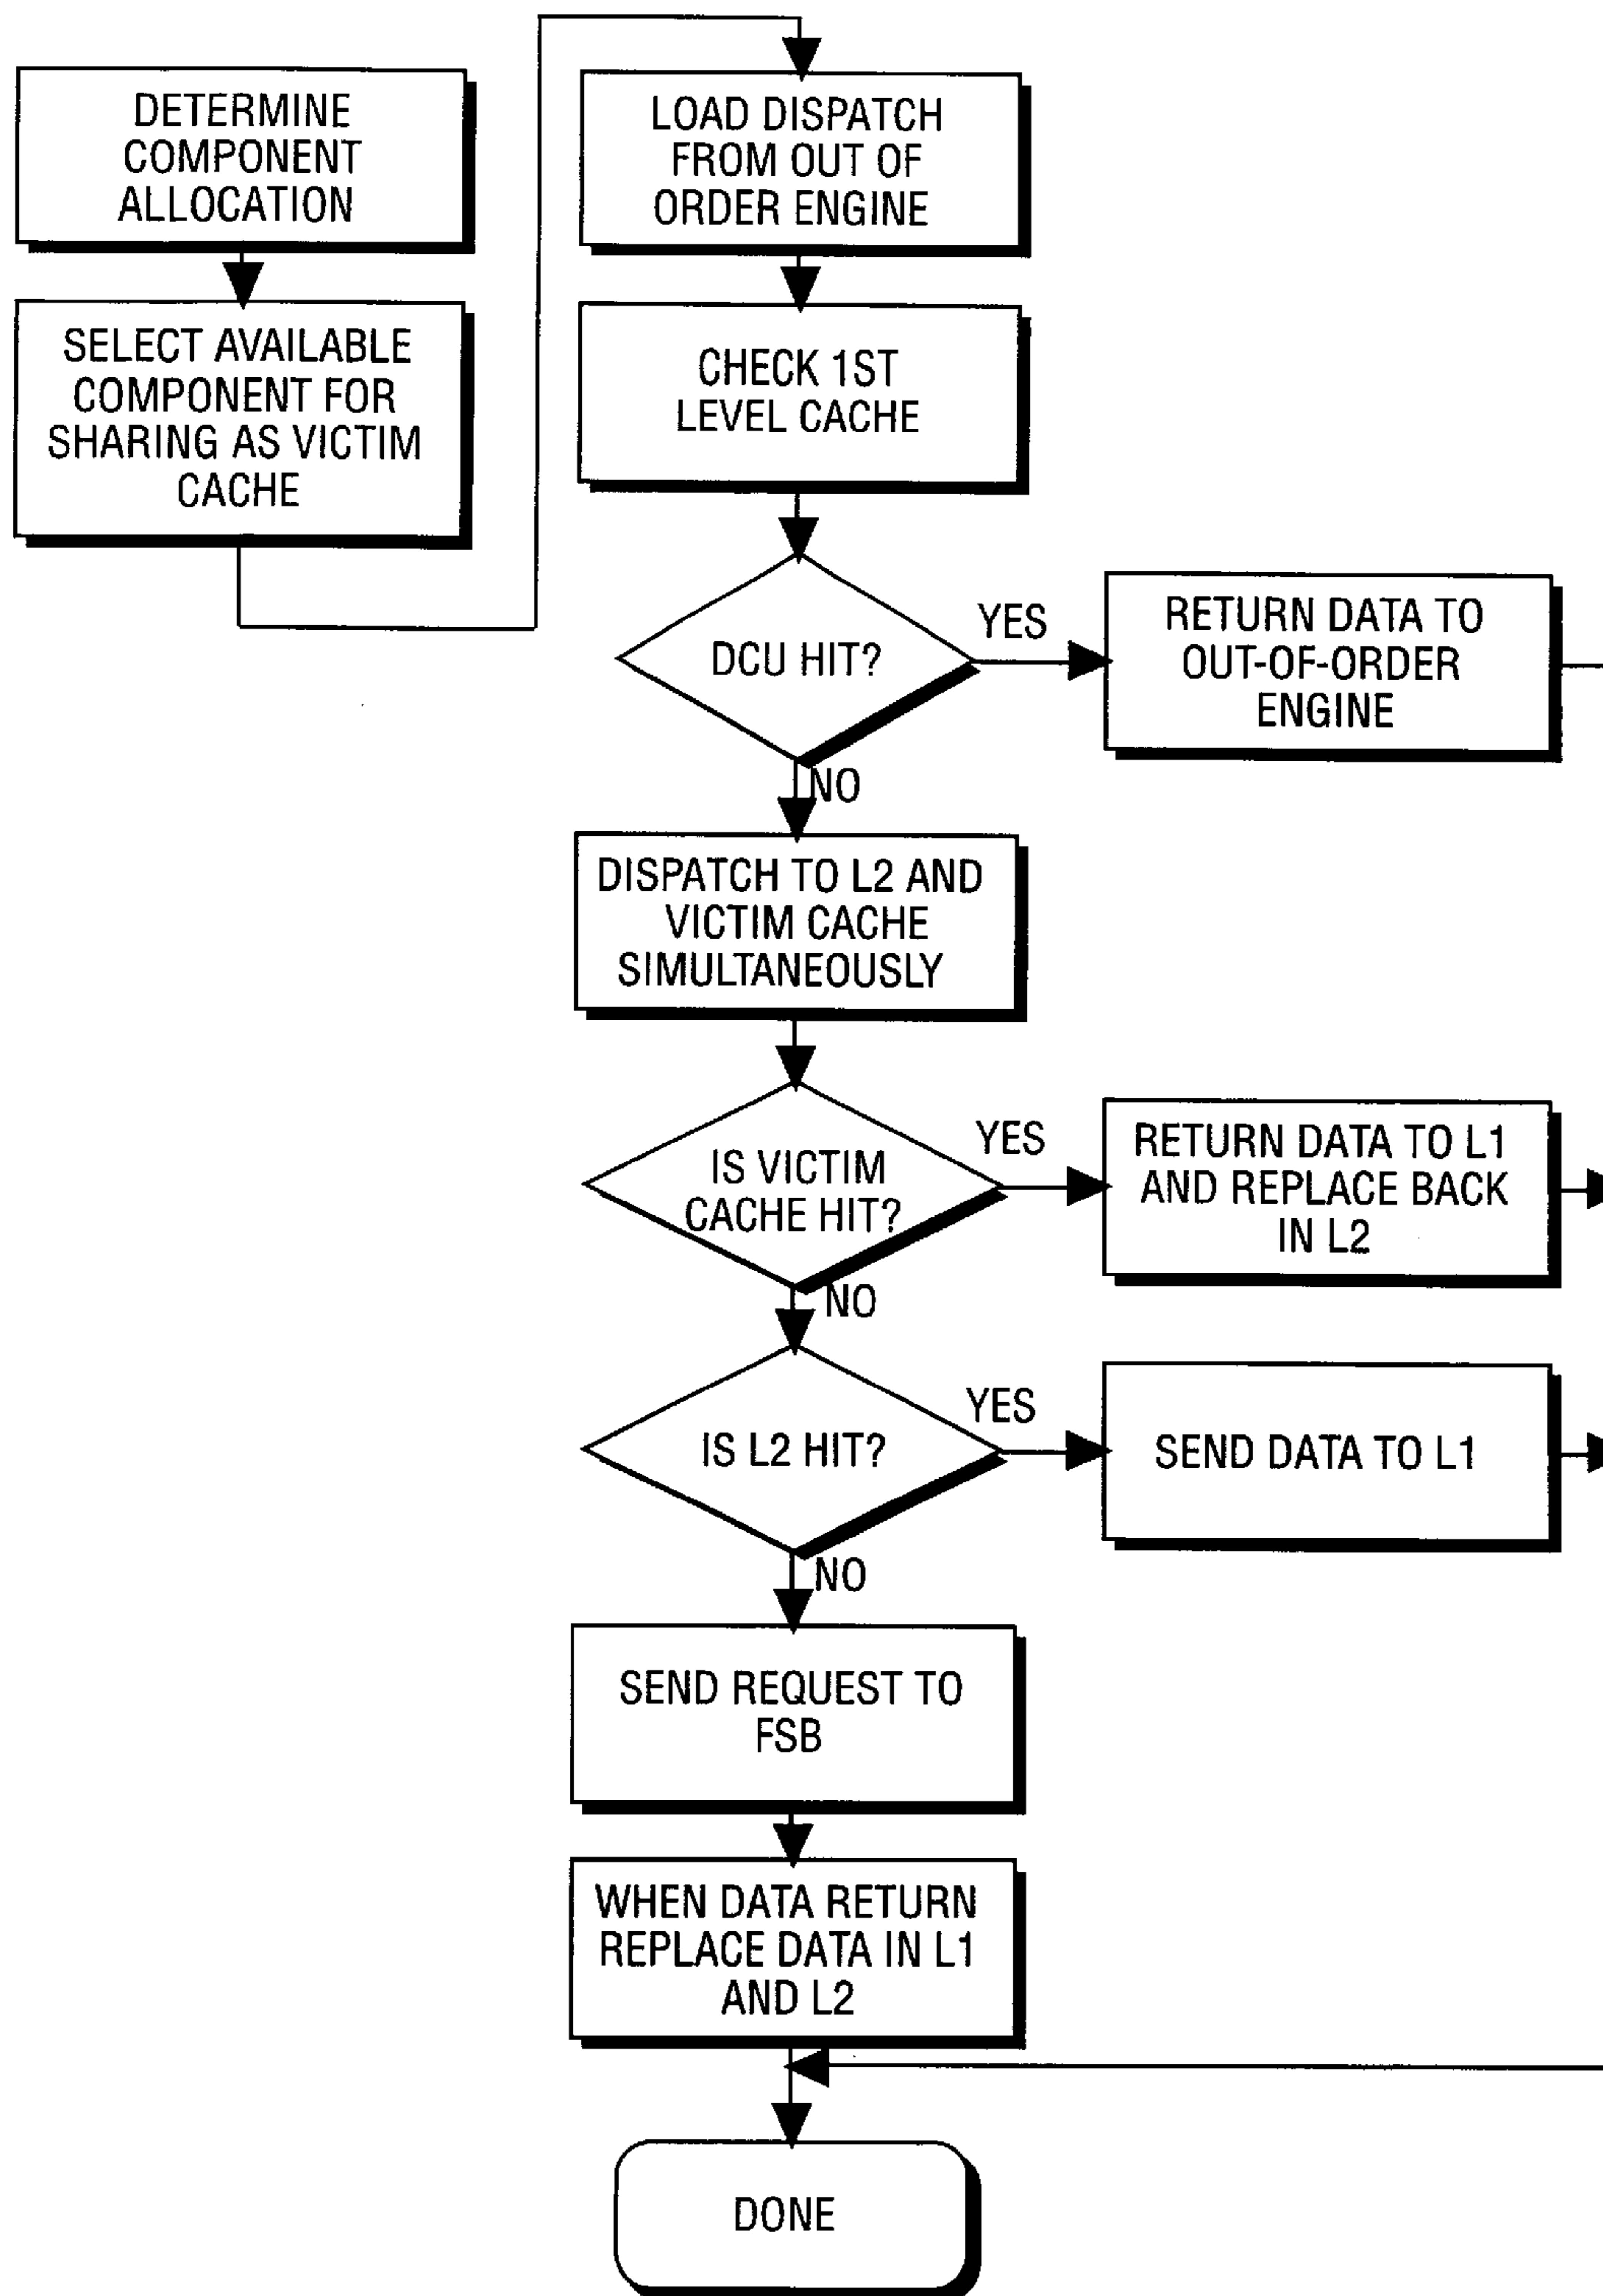 DETERMINE
COMPONENT
ALLOCATION
SELECT AVAILABLE
COMPONENT FOR
SHARING AS VICTIM
CACHE
LOAD DISPATCH
FROM OUT OF
ORDER ENGINE
CHECK 1ST
LEVEL CACHE
DCU HIT?
YES
RETURN DATA TO
OUT-OF-ORDER
ENGINE
NO
DISPATCH TO L2 AND
VICTIM CACHE
SIMULTANEOUSLY
IS VICTIM
CACHE HIT?
YES
RETURN DATA TO L1
AND REPLACE BACK
IN L2
NO
IS L2 HIT?
YES
SEND DATA TO L1
NO
SEND REQUEST TO
FSB
WHEN DATA RETURN
REPLACE DATA IN L1
AND L2
DONE